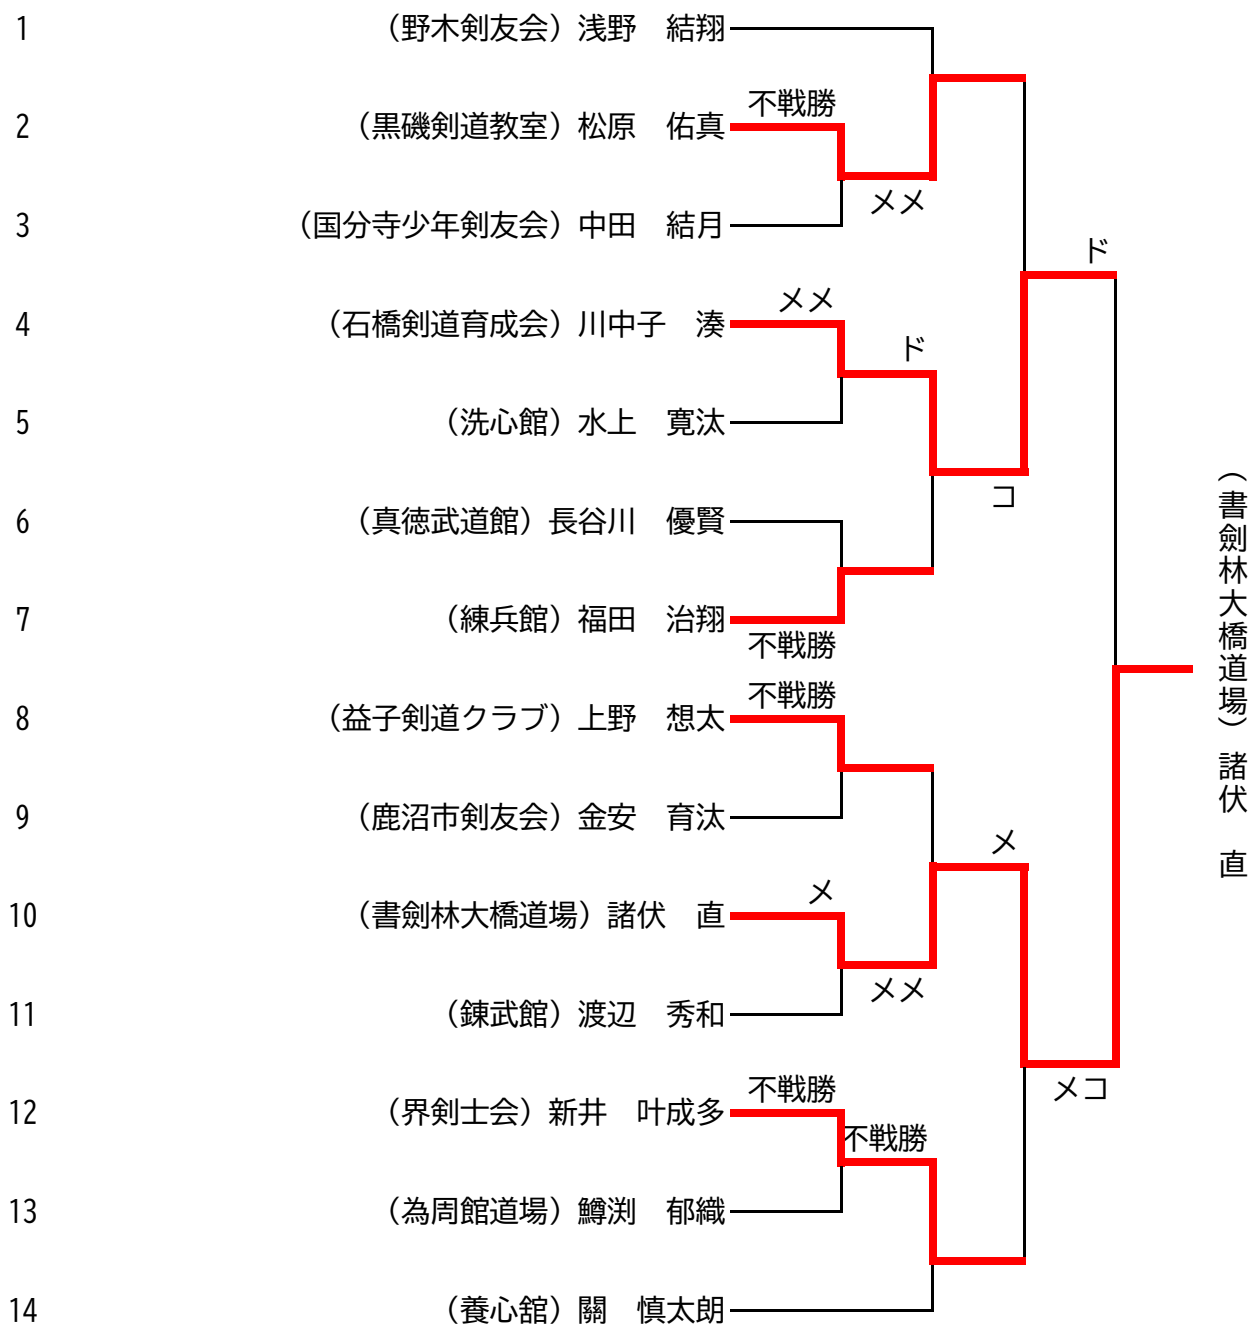 1 （野木剣友会）浅野　結翔
不戦勝
2 （黒磯剣道教室）松原　佑真
メメ
3 （国分寺少年剣友会）中田　結月
ド
メメ
4 （石橋剣道育成会）川中子　湊
ド
5 （洗心館）水上　寛汰
コ
6 （真徳武道館）長谷川　優賢
7 （練兵館）福田　治翔
不戦勝
不戦勝
8 （益子剣道クラブ）上野　想太
9 （鹿沼市剣友会）金安　育汰
メ
メ
10 （書劍林大橋道場）諸伏　直
メメ
11 （錬武館）渡辺　秀和
不戦勝
メコ
12 （界剣士会）新井　叶成多
不戦勝
13 （為周館道場）鱒渕　郁織
14 （養心舘）關　慎太朗
（書劍林大橋道場）諸伏　直